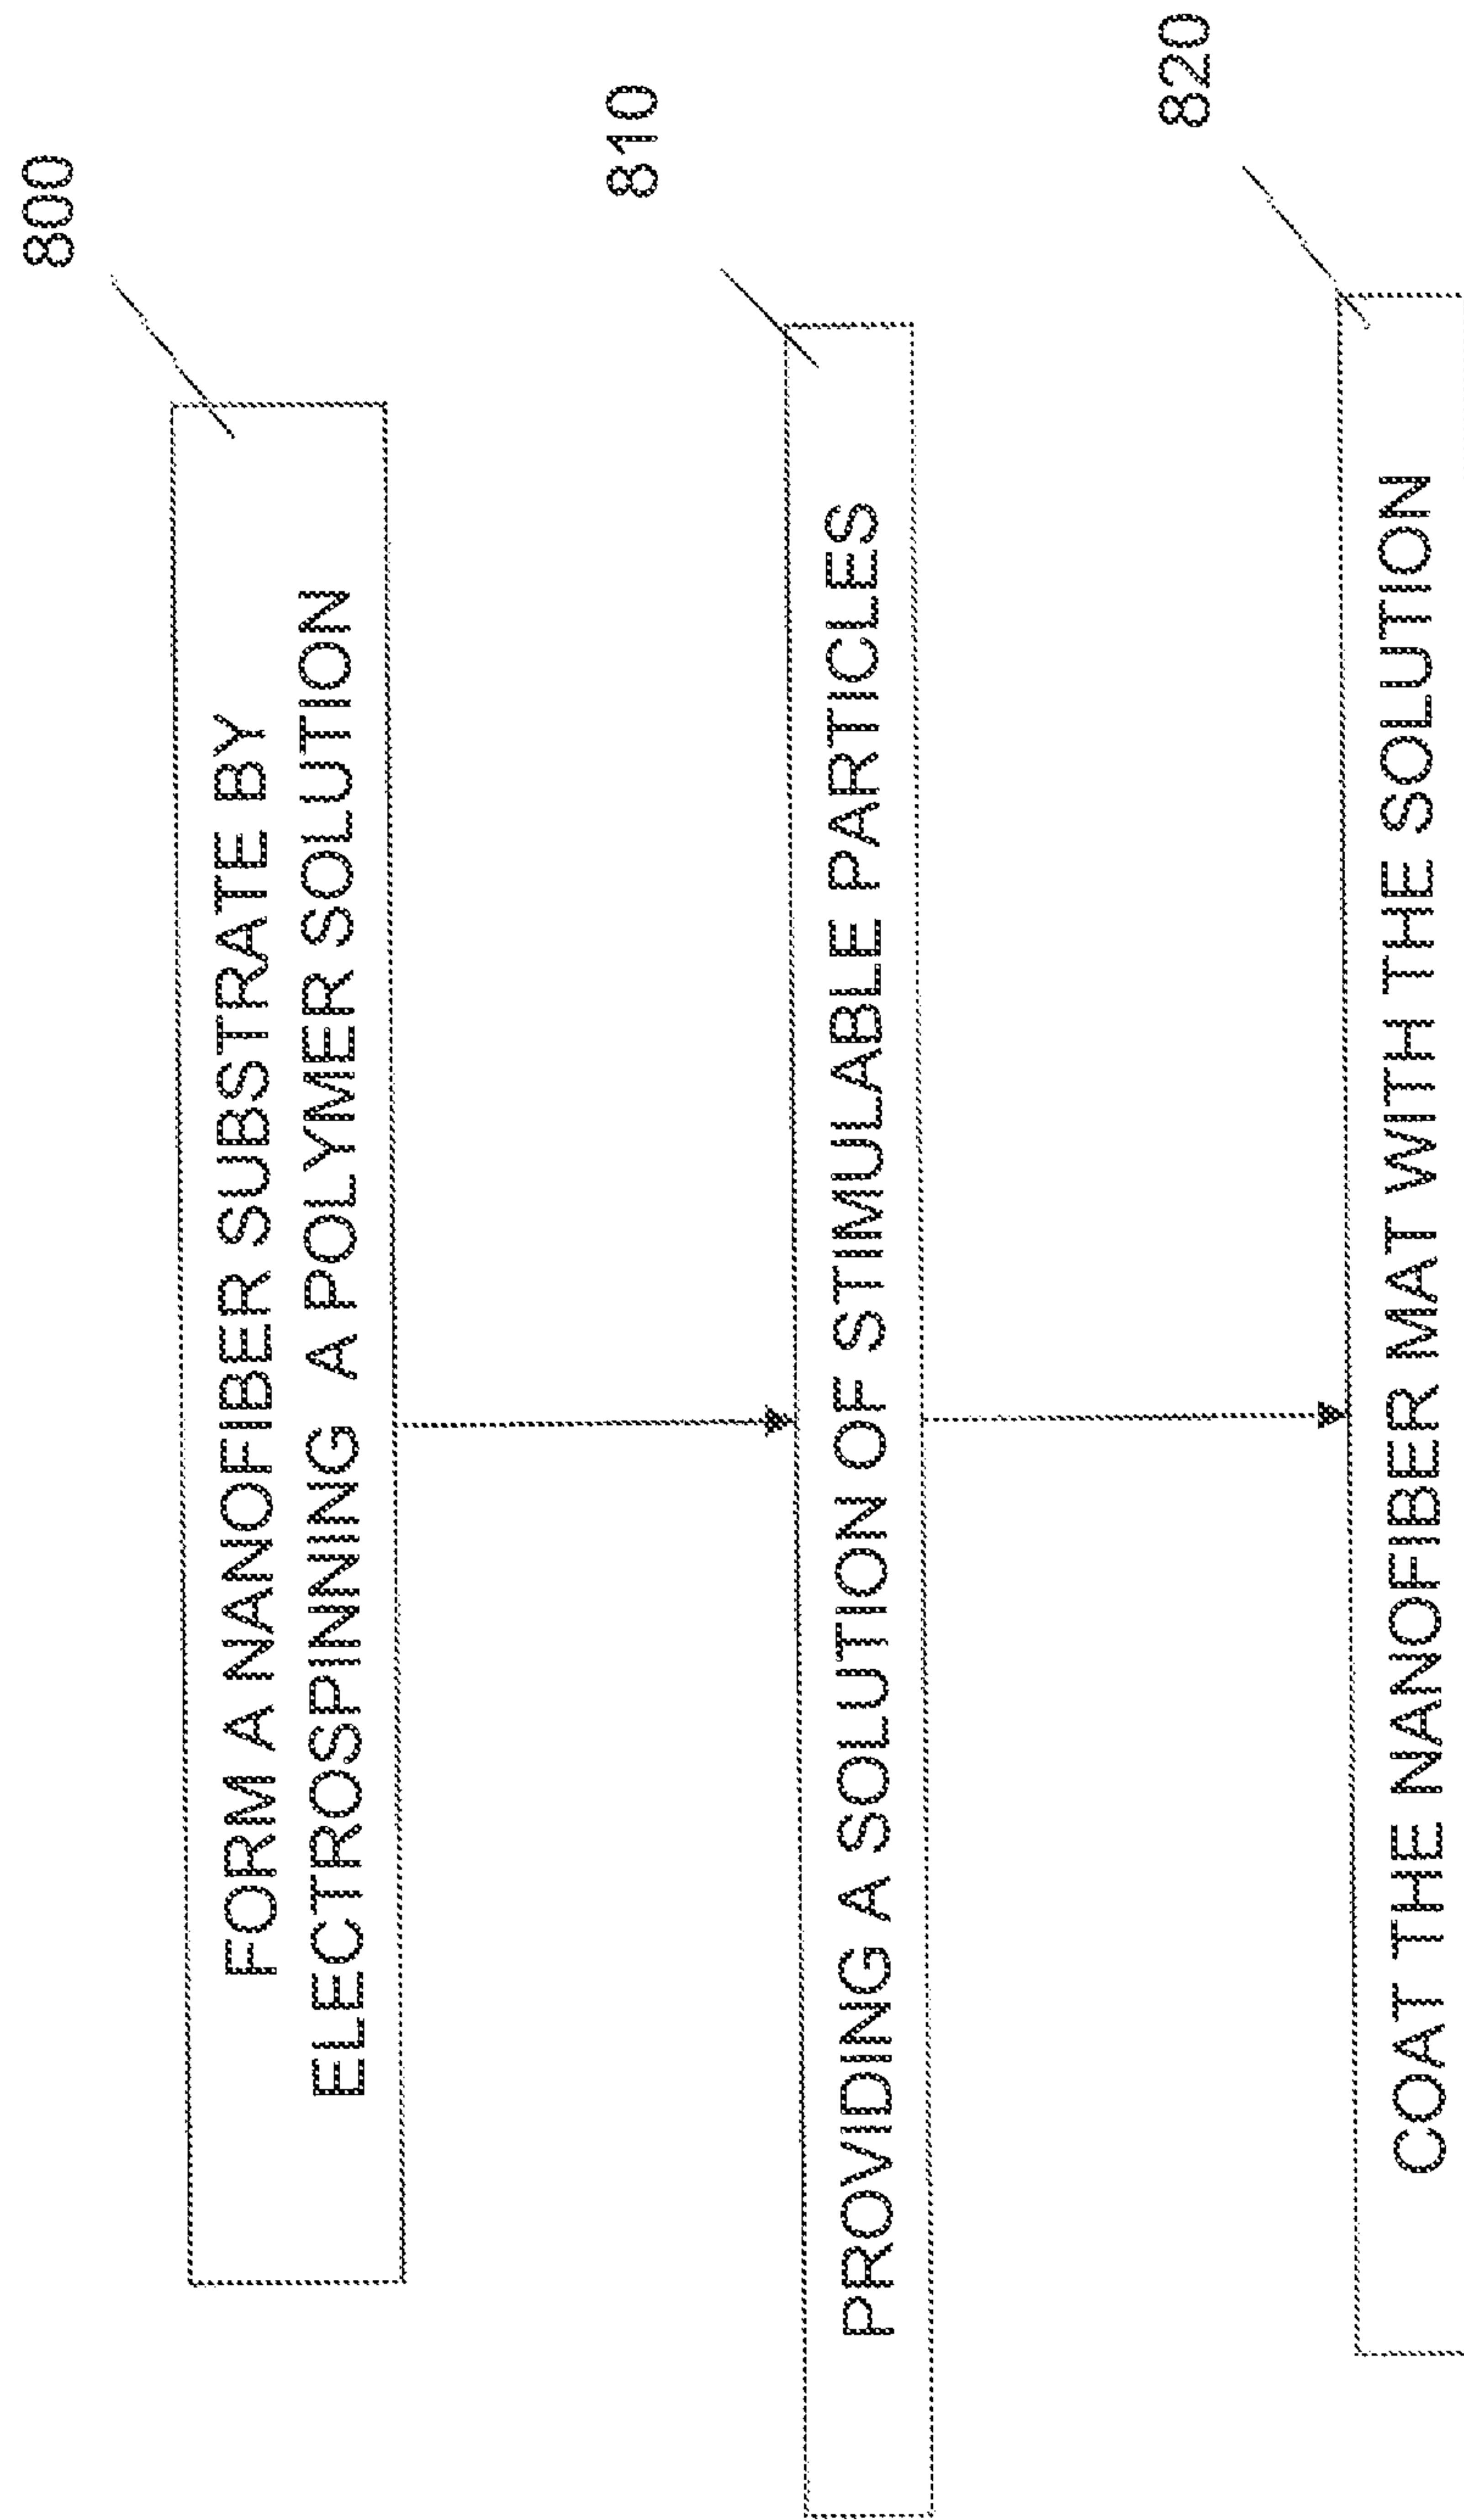 800
FORM A NANOFIBER SUBSTRATE BY
ELECTROSPINNING A POLYMER SOLUTION
810
PROVIDING A SOLUTION OF STIMULABLE PARTICLES
820
COAT THE NANOFIBER MAT WITH THE SOLUTION